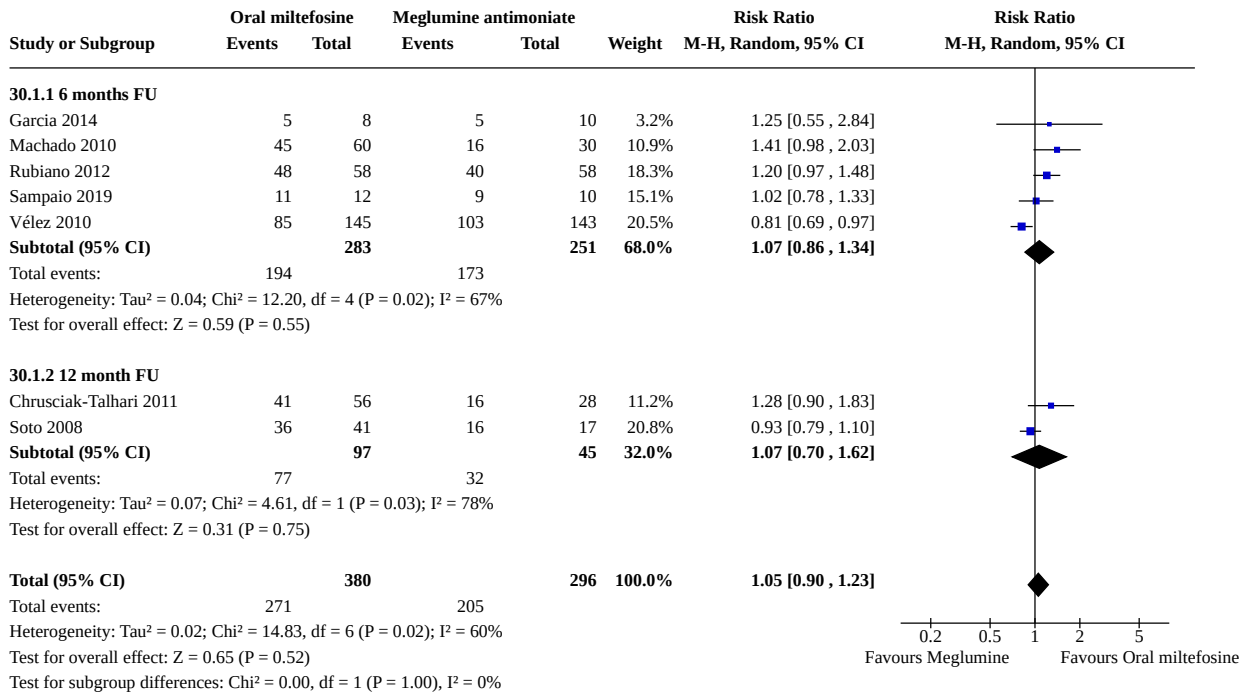 Oral miltefosine Meglumine antimoniate Risk Ratio Risk Ratio
Study or Subgroup Events Total Events Total Weight M-H, Random, 95% CI M-H, Random, 95% CI
30.1.1 6 months FU
Garcia 2014 5 8 5 10 3.2% 1.25 [0.55 , 2.84]
Machado 2010 45 60 16 30 10.9% 1.41 [0.98 , 2.03]
Rubiano 2012 48 58 40 58 18.3% 1.20 [0.97 , 1.48]
Sampaio 2019 11 12 9 10 15.1% 1.02 [0.78 , 1.33]
Vélez 2010 85 145 103 143 20.5% 0.81 [0.69 , 0.97]
Subtotal (95% CI) 283 251 68.0% 1.07 [0.86 , 1.34]
Total events: 194 173
Heterogeneity: Tau² = 0.04; Chi² = 12.20, df = 4 (P = 0.02); I² = 67%
Test for overall effect: Z = 0.59 (P = 0.55)
30.1.2 12 month FU
Chrusciak-Talhari 2011 41 56 16 28 11.2% 1.28 [0.90 , 1.83]
Soto 2008 36 41 16 17 20.8% 0.93 [0.79 , 1.10]
Subtotal (95% CI) 97 45 32.0% 1.07 [0.70 , 1.62]
Total events: 77 32
Heterogeneity: Tau² = 0.07; Chi² = 4.61, df = 1 (P = 0.03); I² = 78%
Test for overall effect: Z = 0.31 (P = 0.75)
Total (95% CI) 380 296 100.0% 1.05 [0.90 , 1.23]
Total events: 271 205
Heterogeneity: Tau² = 0.02; Chi² = 14.83, df = 6 (P = 0.02); I² = 60%
0.2 0.5 1 2 5
Test for overall effect: Z = 0.65 (P = 0.52) Favours Meglumine Favours Oral miltefosine
Test for subgroup differences: Chi² = 0.00, df = 1 (P = 1.00), I² = 0%